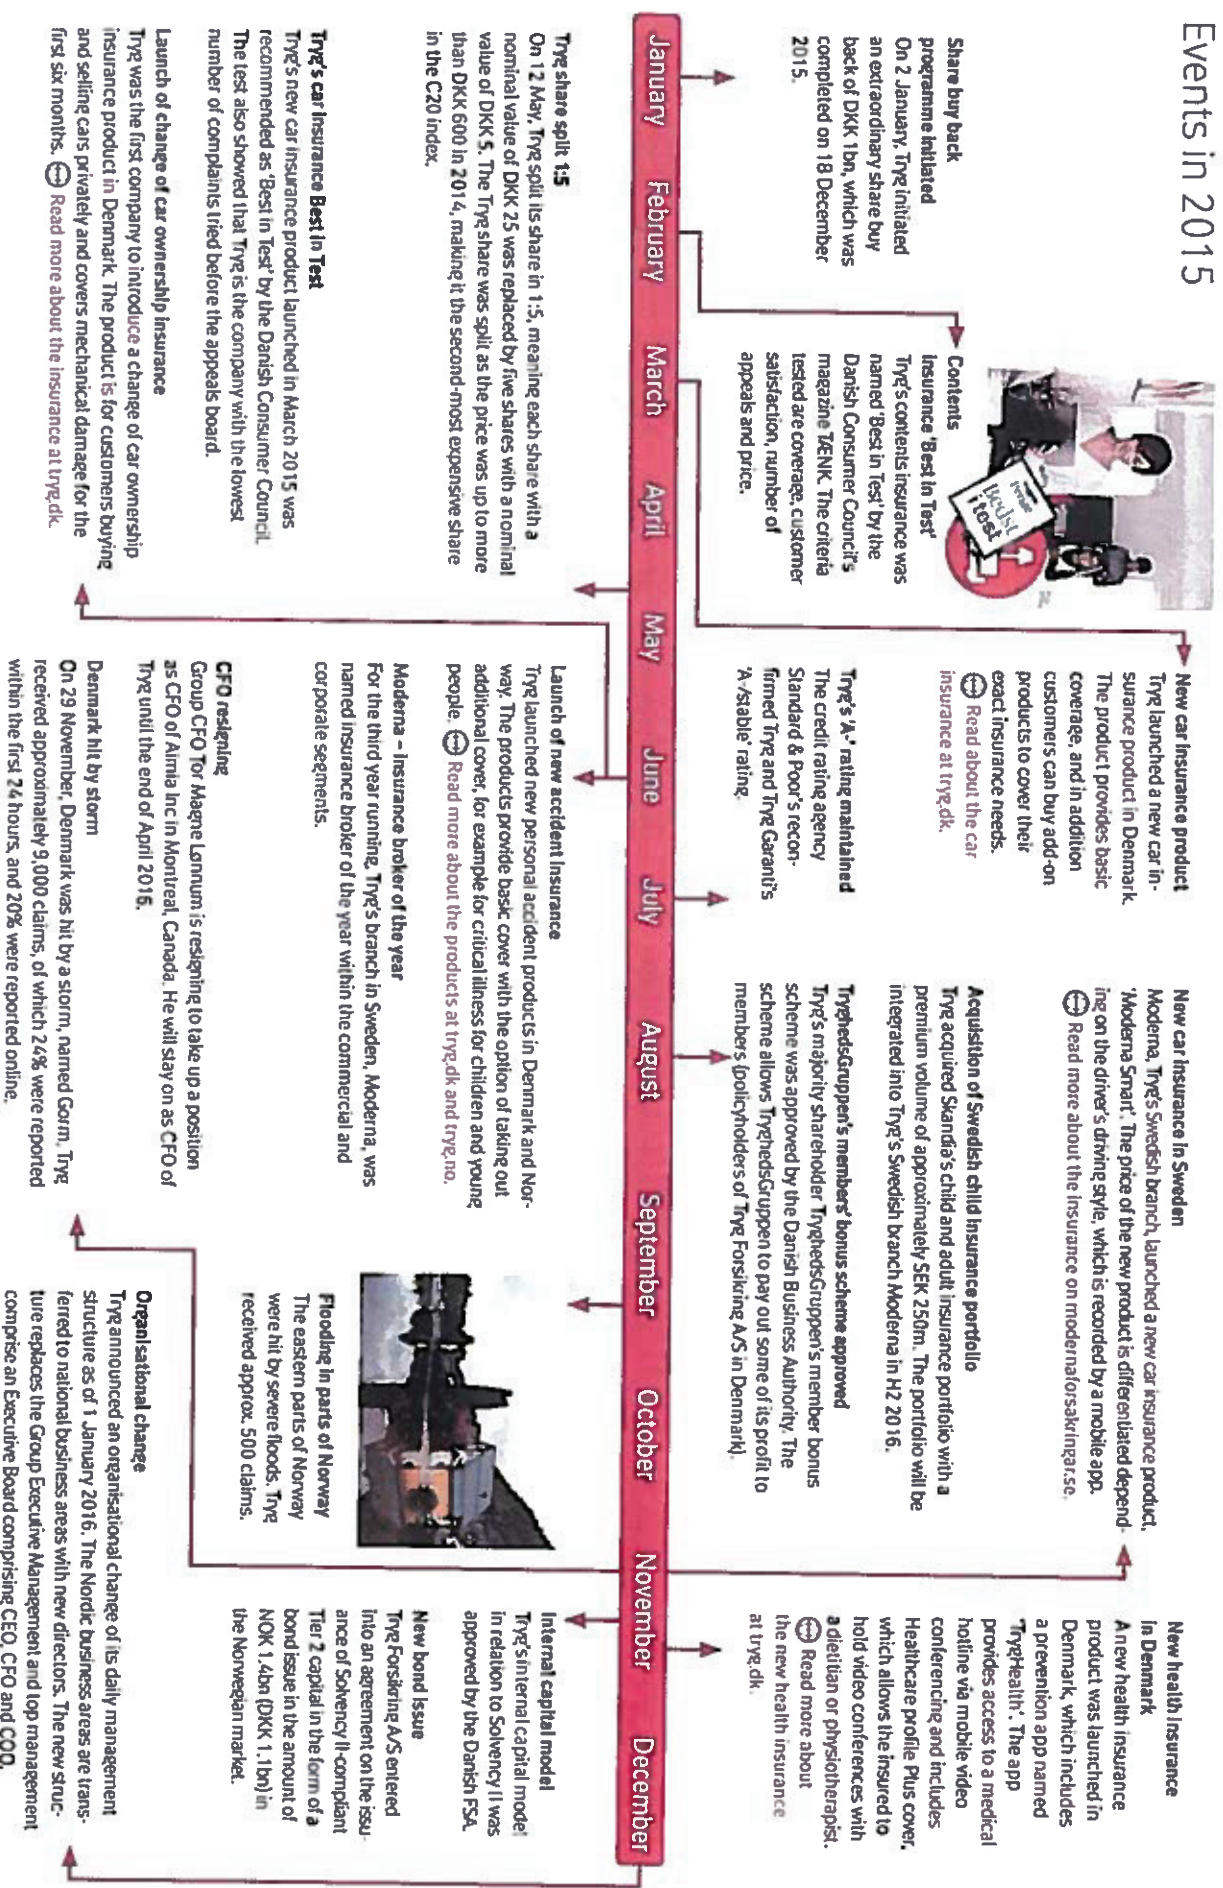 Events in 2015
Share buy back
programme initiated
On 2 January, Tryg initiated
an extraordinary share buy
back of DKK 1bn, which was
completed on 18 December
2015.
Contents
insurance 'Best in Test'
Tryg's contents insurance was
named 'Best in Test' by the
Danish Consumer Council's
magazine TÆNK. The criteria
tested are coverage, customer
satisfaction, number of
appeals and price.
Bedst
i test
New car insurance product
Tryg launched a new car in-
surance product in Denmark.
The product provides basic
coverage, and in addition
customers can buy add-on
products to cover their
exact insurance needs.
Read about the car
insurance at tryg.dk.
Tryg's 'A-' rating maintained
The credit rating agency
Standard & Poor's recon-
firmed Tryg and Tryg Garanti's
'A-/stable' rating.
New car insurance in Sweden
Moderna, Tryg's Swedish branch, launched a new car insurance product,
'Moderna Smart'. The price of the new product is differentiated depend-
ing on the driver's driving style, which is recorded by a mobile app.
Read more about the insurance on modernaforsakringar.se.
Acquisition of Swedish child insurance portfolio
Tryg acquired Skandia's child and adult insurance portfolio with a
premium volume of approximately SEK 250m. The portfolio will be
integrated into Tryg's Swedish branch Moderna in H2 2016.
TryghedsGruppen's members' bonus scheme approved
Tryg's majority shareholder TryghedsGruppen's member bonus
scheme was approved by the Danish Business Authority. The
scheme allows TryghedsGruppen to pay out some of its profit to
members (policyholders of Tryg Forsikring A/S in Denmark).
New health insurance
in Denmark
A new health insurance
product was launched in
Denmark, which includes
a prevention app named
'TrygHealth'. The app
provides access to a medical
hotline via mobile video
conferencing and includes
Healthcare profile Plus cover,
which allows the insured to
hold video conferences with
a dietitian or physiotherapist.
Read more about
the new health insurance
at tryg.dk.
January February March April May June July August September October November December
Tryg share split 1:5
On 12 May, Tryg split its share in 1:5, meaning each share with a
nominal value of DKK 25 was replaced by five shares with a nominal
value of DKK 5. The Tryg share was split as the price was up to more
than DKK 600 in 2014, making it the second-most expensive share
in the C20 index.
Tryg's car insurance Best in Test
Tryg's new car insurance product launched in March 2015 was
recommended as 'Best in Test' by the Danish Consumer Council.
The test also showed that Tryg is the company with the lowest
number of complaints tried before the appeals board.
Launch of change of car ownership insurance
Tryg was the first company to introduce a change of car ownership
insurance product in Denmark. The product is for customers buying
and selling cars privately and covers mechanical damage for the
first six months. Read more about the insurance at tryg.dk.
Launch of new accident insurance
Tryg launched new personal accident products in Denmark and Nor-
way. The products provide basic cover with the option of taking out
additional cover, for example for critical illness for children and young
people. Read more about the products at tryg.dk and tryg.no.
Moderna – Insurance broker of the year
For the third year running, Tryg's branch in Sweden, Moderna, was
named insurance broker of the year within the commercial and
corporate segments.
CFO resigning
Group CFO Tor Magne Lønnum is resigning to take up a position
as CFO of Aimia Inc in Montreal, Canada. He will stay on as CFO of
Tryg until the end of April 2016.
Denmark hit by storm
On 29 November, Denmark was hit by a storm, named Gorm. Tryg
received approximately 9,000 claims, of which 24% were reported
within the first 24 hours, and 20% were reported online.
Flooding in parts of Norway
The eastern parts of Norway
were hit by severe floods. Tryg
received approx. 500 claims.
Organisational change
Tryg announced an organisational change of its daily management
structure as of 1 January 2016. The Nordic business areas are trans-
ferred to national business areas with new directors. The new struc-
ture replaces the Group Executive Management and top management
comprise an Executive Board comprising CEO, CFO and COO.
Internal capital model
Tryg's internal capital model
in relation to Solvency II was
approved by the Danish FSA.
New bond issue
Tryg Forsikring A/S entered
into an agreement on the issu-
ance of Solvency II-compliant
Tier 2 capital in the form of a
bond issue in the amount of
NOK 1.4bn (DKK 1.1bn) in
the Norwegian market.